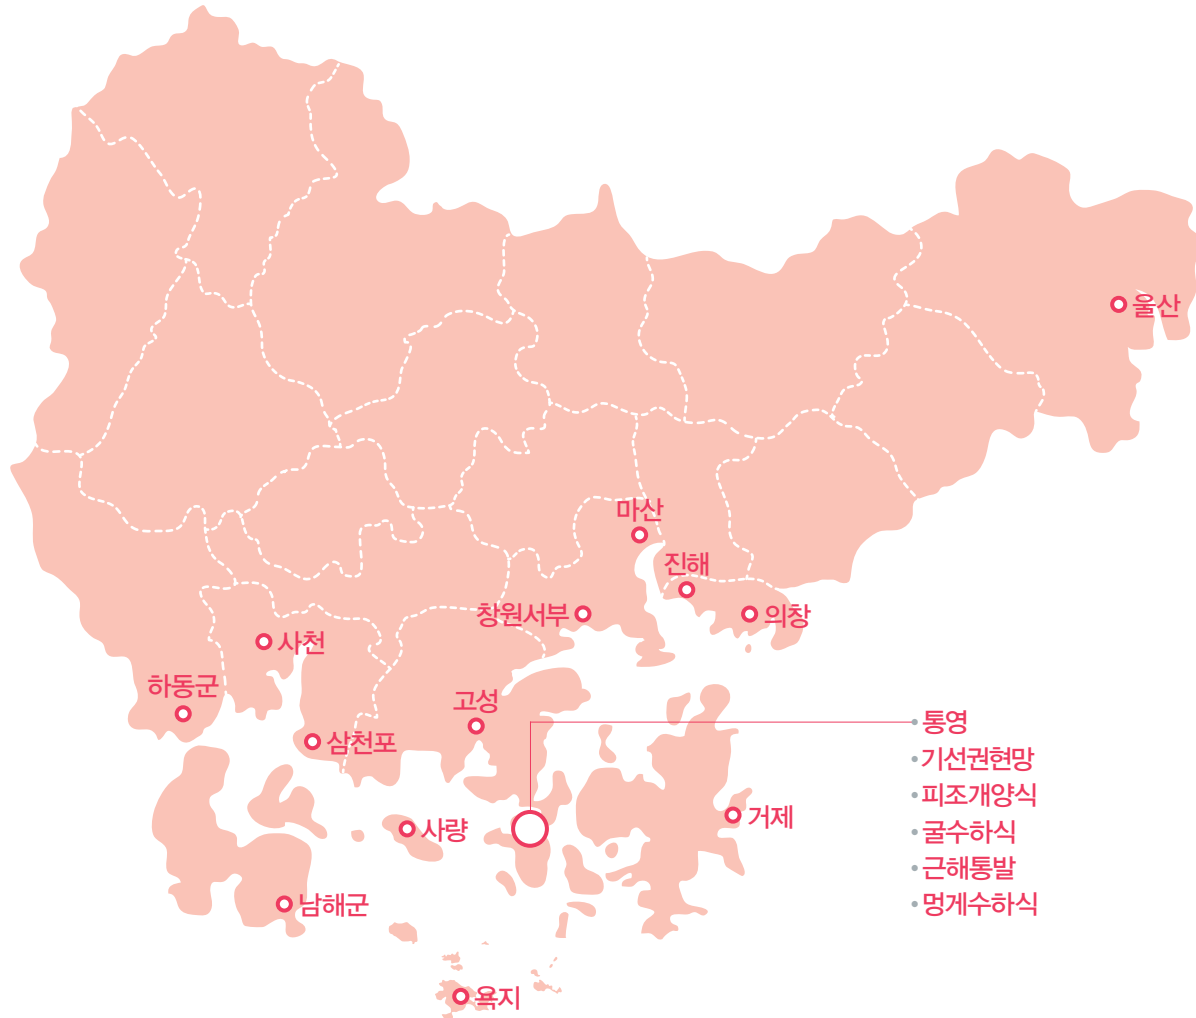 울산
마산
진해
창원서부
의창
사천
하동군
고성
삼천포
통영
기선권현망
피조개양식
굴수하식
근해통발
멍게수하식
거제
사량
남해군
욕지